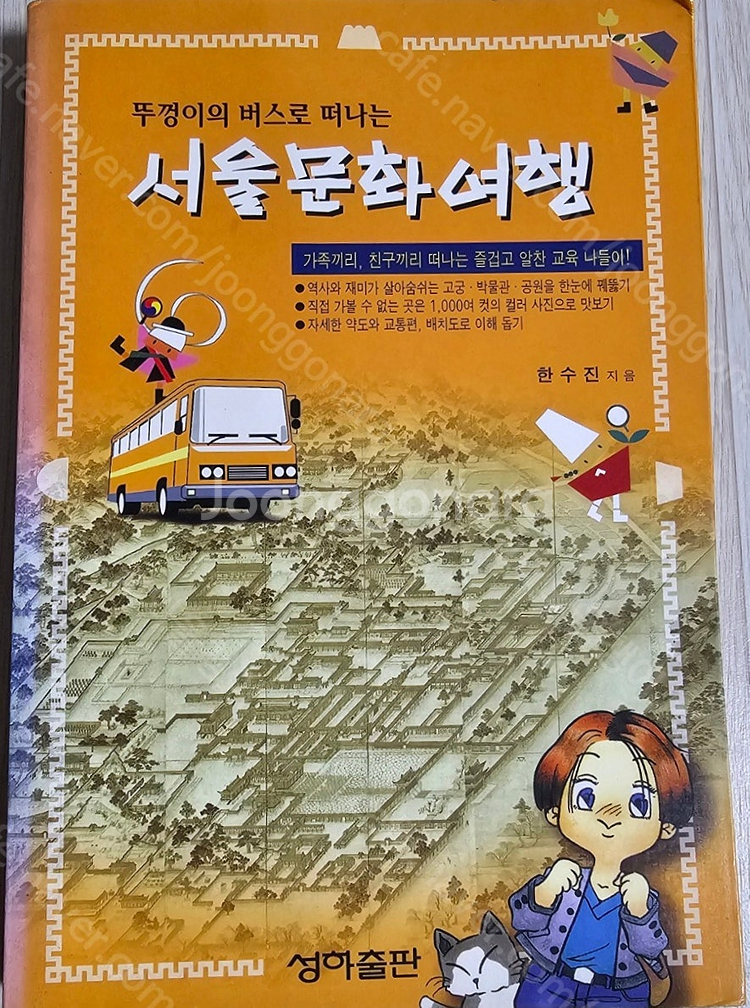 뚜껑이의 버스로 떠나는
서울문화여행
가족끼리, 친구끼리 떠나는 즐겁고 알찬 교육 나들이!
● 역사와 재미가 살아숨쉬는 고궁 · 박물관 · 공원을 한눈에 꿰뚫기
● 직접 가볼 수 없는 곳은 1,000여 컷의 컬러 사진으로 맛보기
● 자세한 약도와 교통편, 배치도로 이해 돕기
한수진 지음
Joonggonara
성하출판
cafe.naver.com/joonggonara